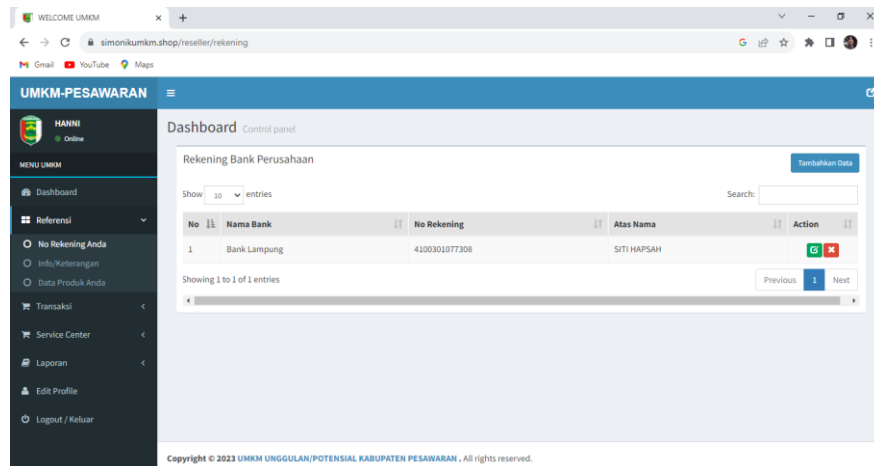 WELCOME UMKM
simonikumkm.shop/reseller/rekening
Gmail YouTube Maps
UMKM-PESAWARAN
HANNI
Online
MENU UMKM
Dashboard
Referensi
No Rekening Anda
Info/Keterangan
Data Produk Anda
Transaksi
Service Center
Laporan
Edit Profile
Logout / Keluar
Dashboard Control panel
Rekening Bank Perusahaan
Tambahkan Data
Show 10 entries
Search:
No Nama Bank No Rekening Atas Nama Action
1 Bank Lampung 4100301077308 SITI HAPSAH
Showing 1 to 1 of 1 entries
Previous 1 Next
Copyright © 2023 UMKM UNGGULAN/POTENSIAL KABUPATEN PESAWARAN . All rights reserved.